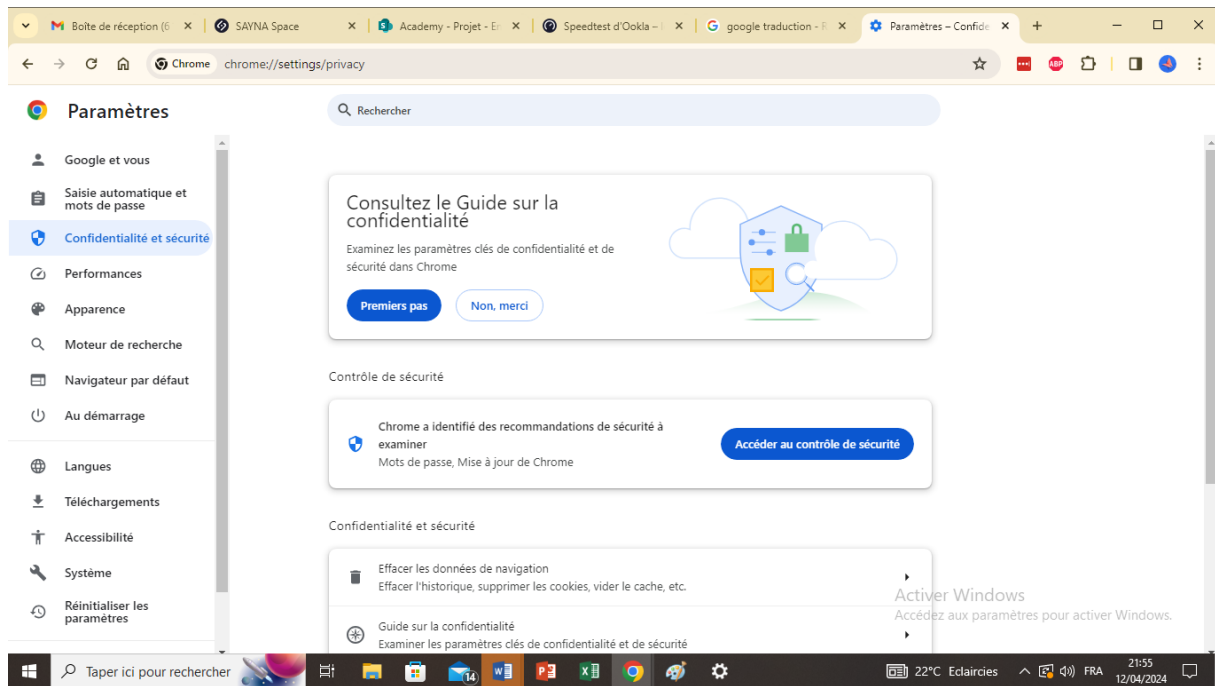 Boîte de réception (6
SAYNA Space
Academy - Projet - En
Speedtest d'Ookla – 
google traduction - R
Paramètres – Confide
Chrome
chrome://settings/privacy
ABP
Paramètres
Rechercher
Google et vous
Saisie automatique et
mots de passe
Confidentialité et sécurité
Performances
Apparence
Moteur de recherche
Navigateur par défaut
Au démarrage
Langues
Téléchargements
Accessibilité
Système
Réinitialiser les
paramètres
Consultez le Guide sur la
confidentialité
Examinez les paramètres clés de confidentialité et de
sécurité dans Chrome
Premiers pas
Non, merci
Contrôle de sécurité
Chrome a identifié des recommandations de sécurité à
examiner
Mots de passe, Mise à jour de Chrome
Accéder au contrôle de sécurité
Confidentialité et sécurité
Effacer les données de navigation
Effacer l'historique, supprimer les cookies, vider le cache, etc.
Guide sur la confidentialité
Examiner les paramètres clés de confidentialité et de sécurité
Activer Windows
Accédez aux paramètres pour activer Windows.
Taper ici pour rechercher
14
22°C Eclaircies
FRA
21:55
12/04/2024